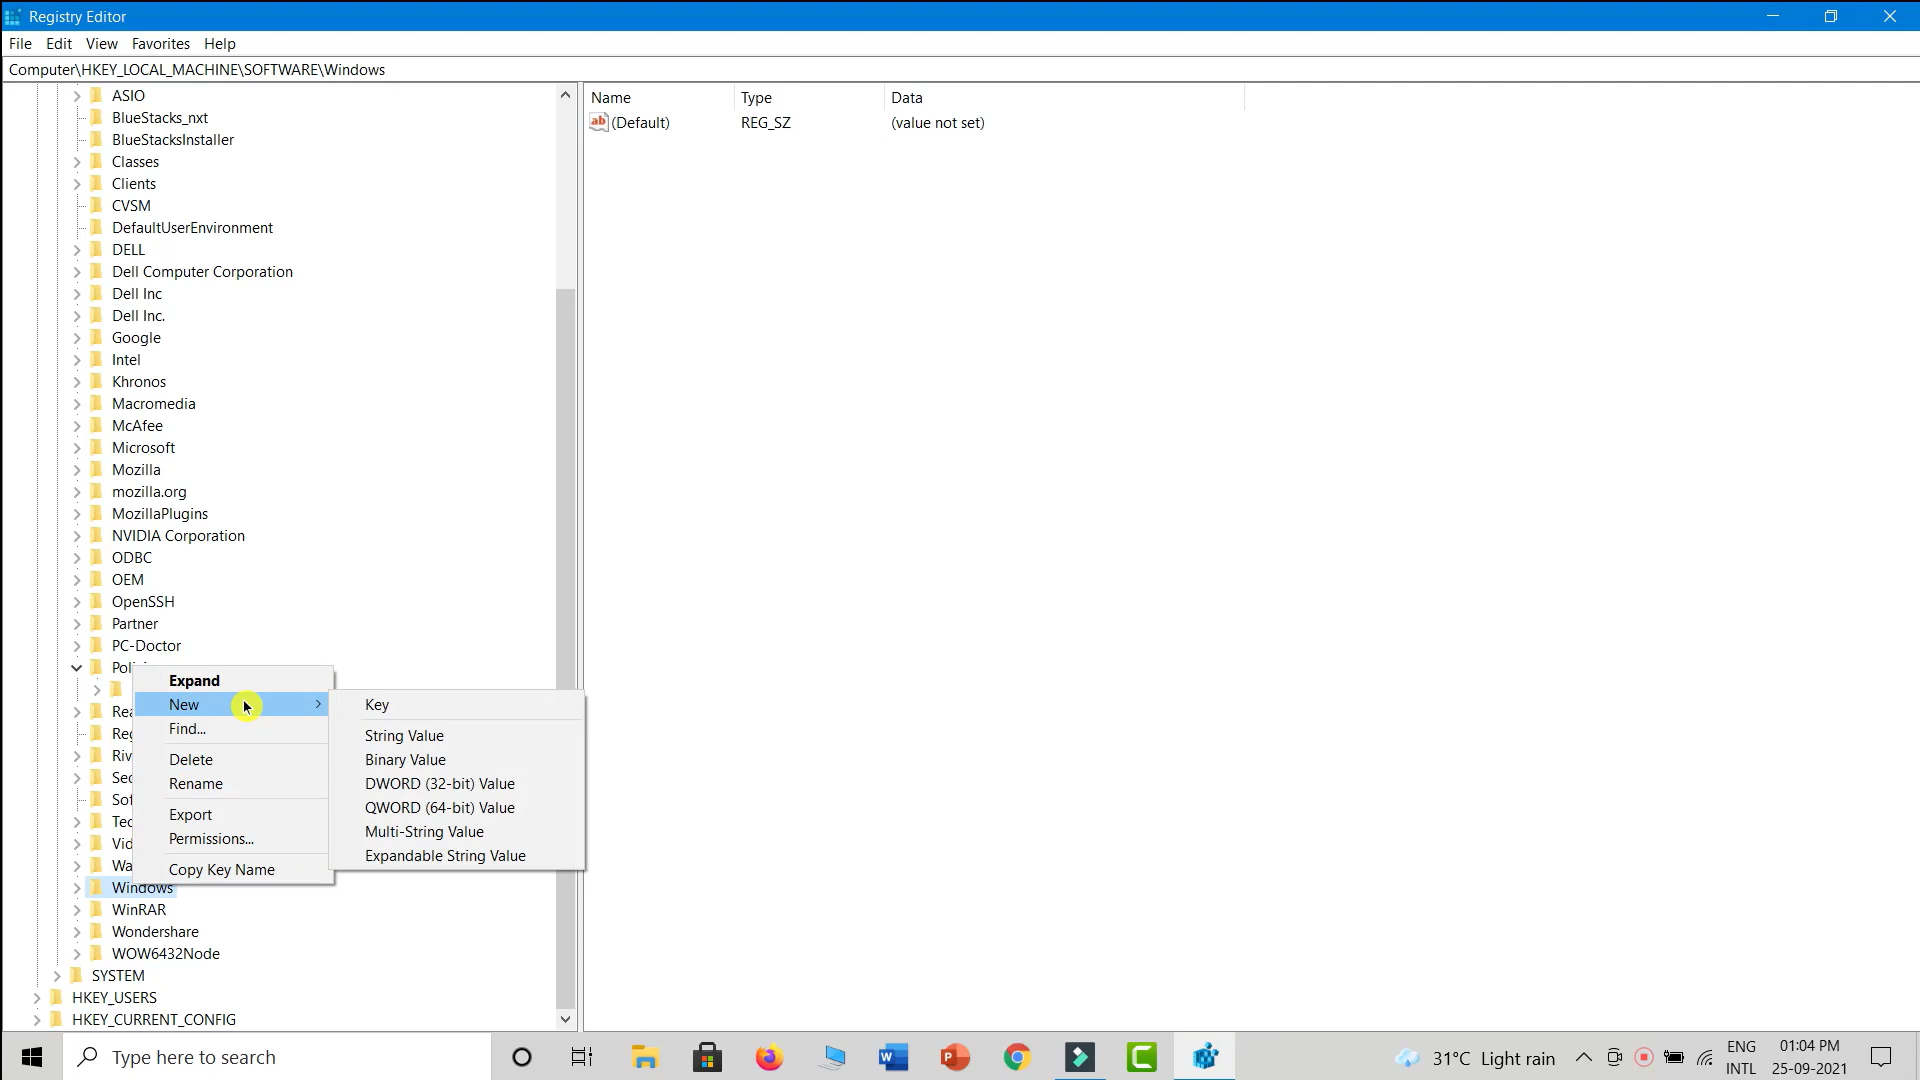 Registry Editor
File Edit View Favorites Help
Computer\HKEY_LOCAL_MACHINE\SOFTWARE\Windows
ASIO
BlueStacks_nxt
BlueStacksInstaller
Classes
Clients
CVSM
DefaultUserEnvironment
DELL
Dell Computer Corporation
Dell Inc
Dell Inc.
Google
Intel
Khronos
Macromedia
McAfee
Microsoft
Mozilla
mozilla.org
MozillaPlugins
NVIDIA Corporation
ODBC
OEM
OpenSSH
Partner
PC-Doctor
Windows
WinRAR
Wondershare
WOW6432Node
SYSTEM
HKEY_USERS
HKEY_CURRENT_CONFIG
Expand
New
Find...
Delete
Rename
Export
Permissions...
Copy Key Name
Key
String Value
Binary Value
DWORD (32-bit) Value
QWORD (64-bit) Value
Multi-String Value
Expandable String Value
Name Type Data
ab (Default) REG_SZ (value not set)
Type here to search
31°C Light rain
ENG
INTL
01:04 PM
25-09-2021